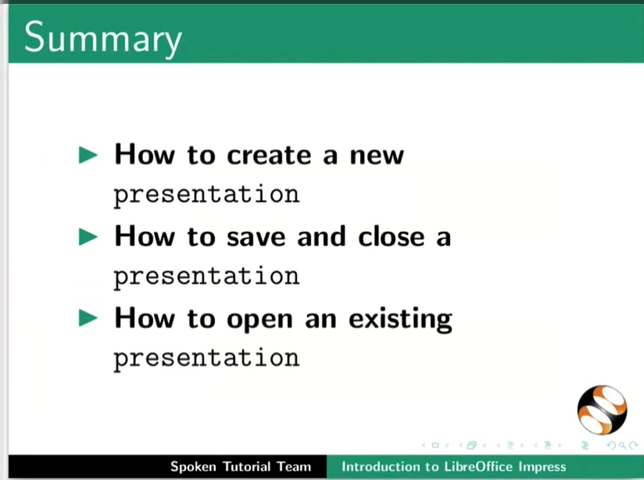 Summary
How to create a new
presentation
How to save and close a
presentation
How to open an existing
presentation
Spoken Tutorial Team
Introduction to LibreOffice Impress